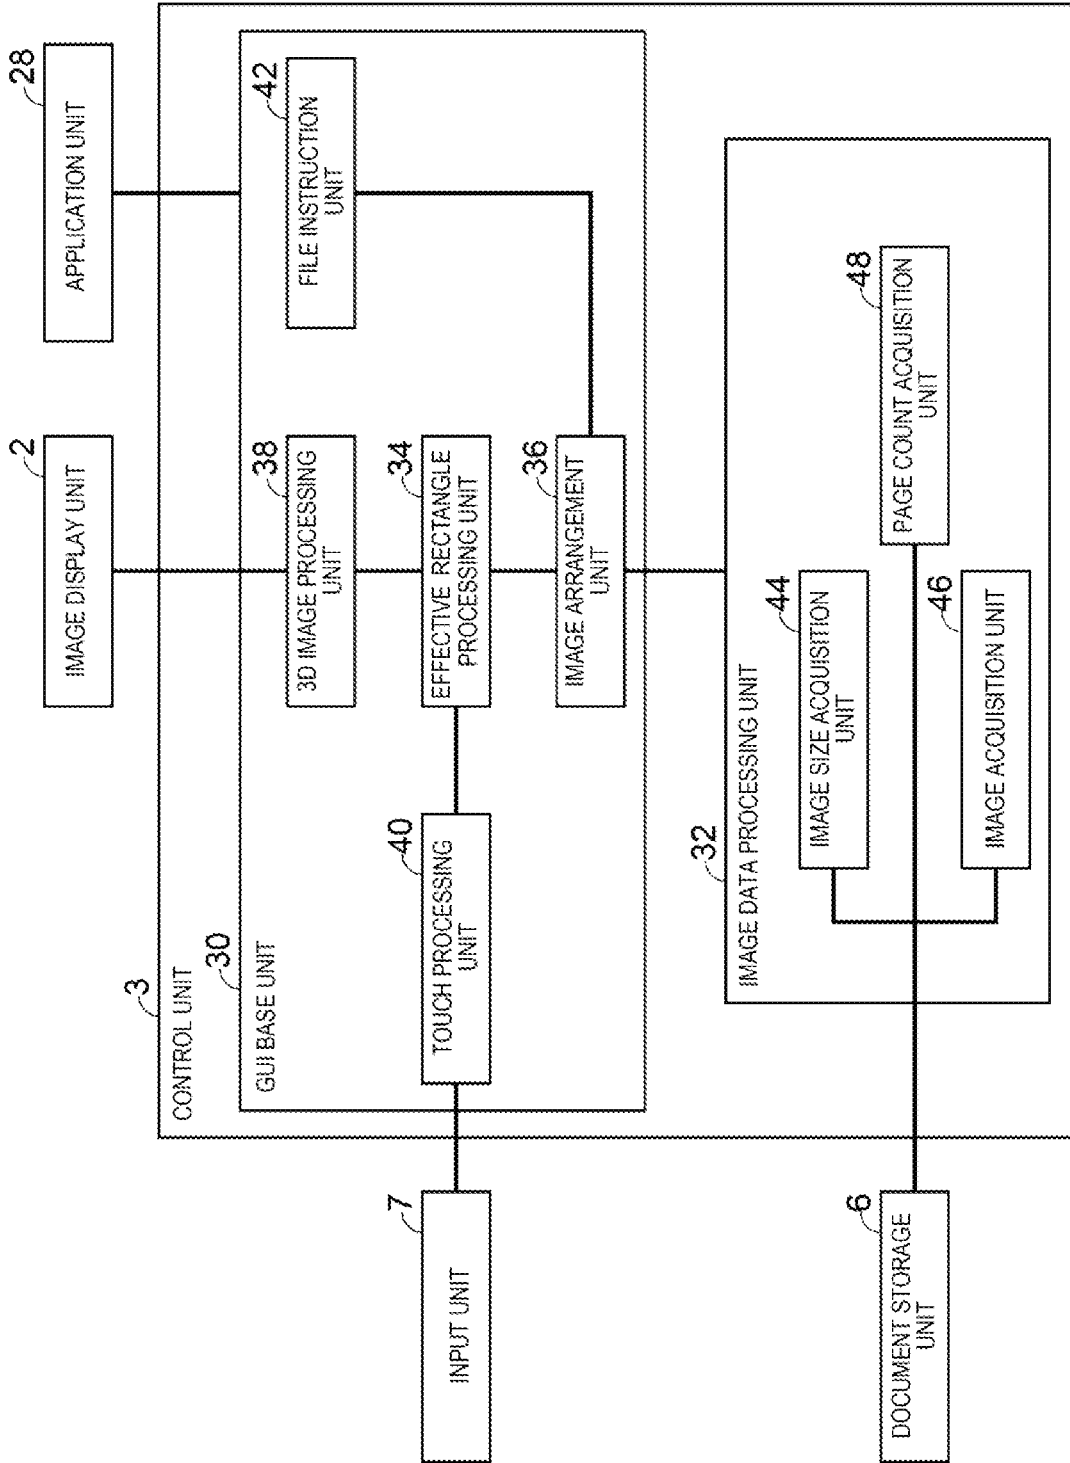 2
IMAGE DISPLAY UNIT
28
APPLICATION UNIT
3
CONTROL UNIT
30
GUI BASE UNIT
38
3D IMAGE PROCESSING
UNIT
42
FILE INSTRUCTION
UNIT
7
INPUT UNIT
40
TOUCH PROCESSING
UNIT
34
EFFECTIVE RECTANGLE
PROCESSING UNIT
36
IMAGE ARRANGEMENT
UNIT
32
IMAGE DATA PROCESSING UNIT
44
IMAGE SIZE ACQUISITION
UNIT
6
DOCUMENT STORAGE
UNIT
48
PAGE COUNT ACQUISITION
UNIT
46
IMAGE ACQUISITION UNIT